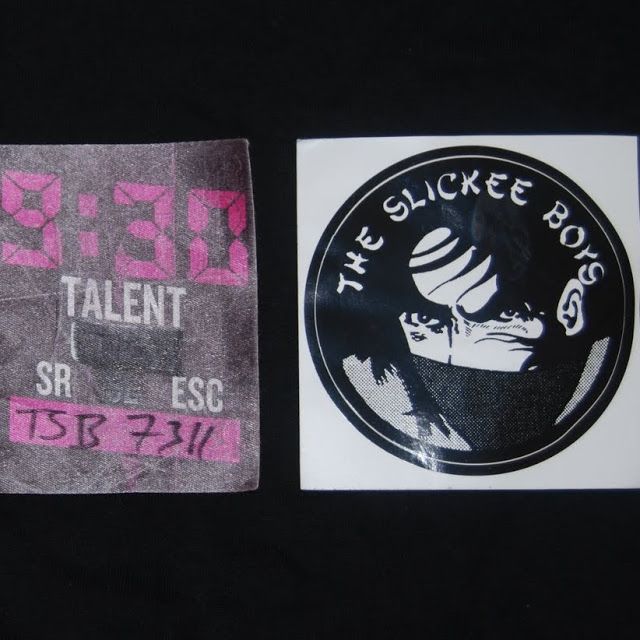 9:30
TALENT
SR ESC
TSB 7311
THE SLICKEE BOYS